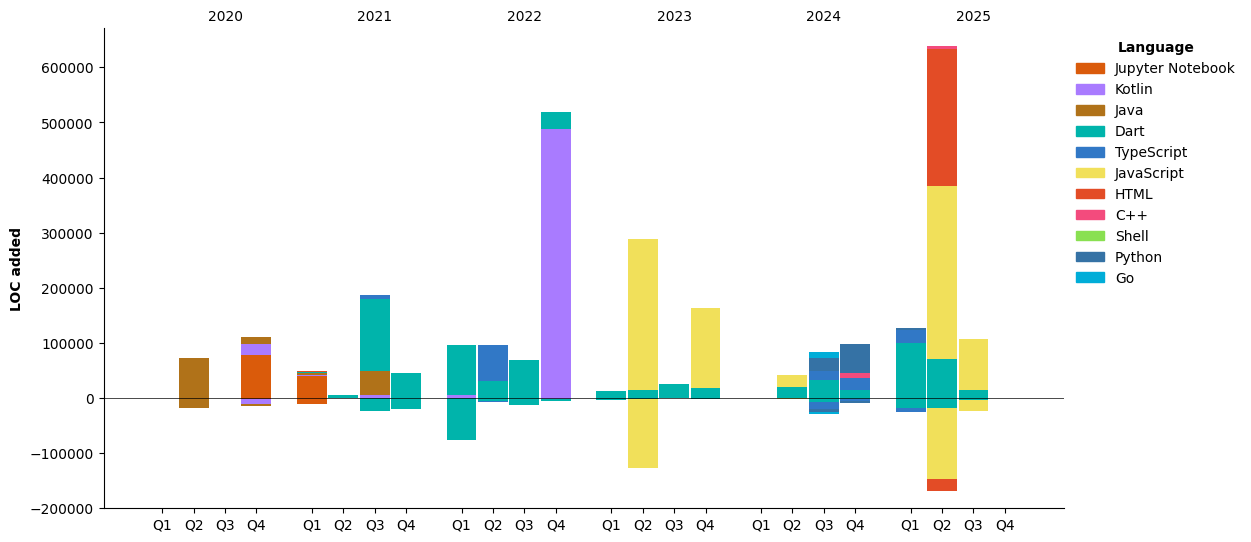 2020 2021 2022 2023 2024 2025
LOC added
600000
500000
400000
300000
200000
100000
0
−100000
−200000
Q1 Q2 Q3 Q4 Q1 Q2 Q3 Q4 Q1 Q2 Q3 Q4 Q1 Q2 Q3 Q4 Q1 Q2 Q3 Q4 Q1 Q2 Q3 Q4
Language
Jupyter Notebook
Kotlin
Java
Dart
TypeScript
JavaScript
HTML
C++
Shell
Python
Go